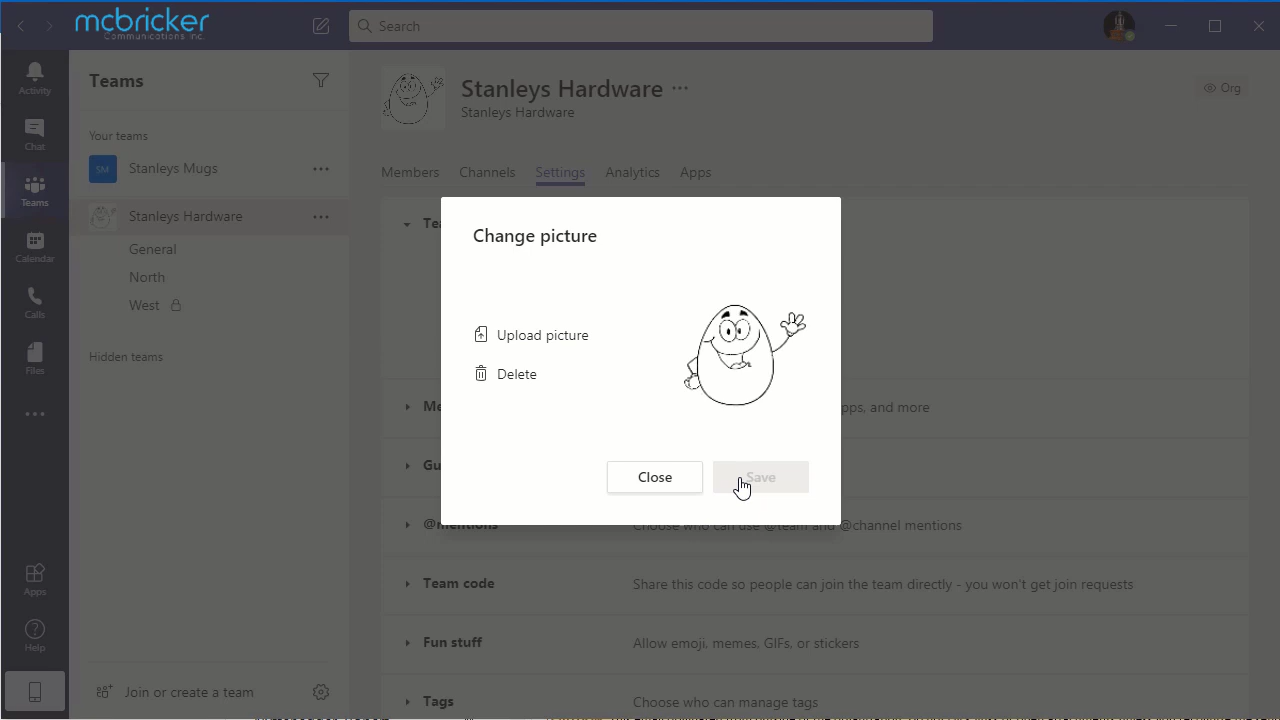 mcbricker
Communications Inc.
Search
Activity
Chat
Teams
Calendar
Calls
Files
Apps
Help
Teams
Your teams
SM
Stanleys Mugs
Stanleys Hardware
General
North
West
Hidden teams
Join or create a team
Stanleys Hardware
Org
Stanleys Hardware
Members Channels Settings Analytics Apps
Change picture
Upload picture
Delete
Close
Save
pps, and more
@mentions
Choose who can use @team and @channel mentions
Team code
Share this code so people can join the team directly - you won't get join requests
Fun stuff
Allow emoji, memes, GIFs, or stickers
Tags
Choose who can manage tags